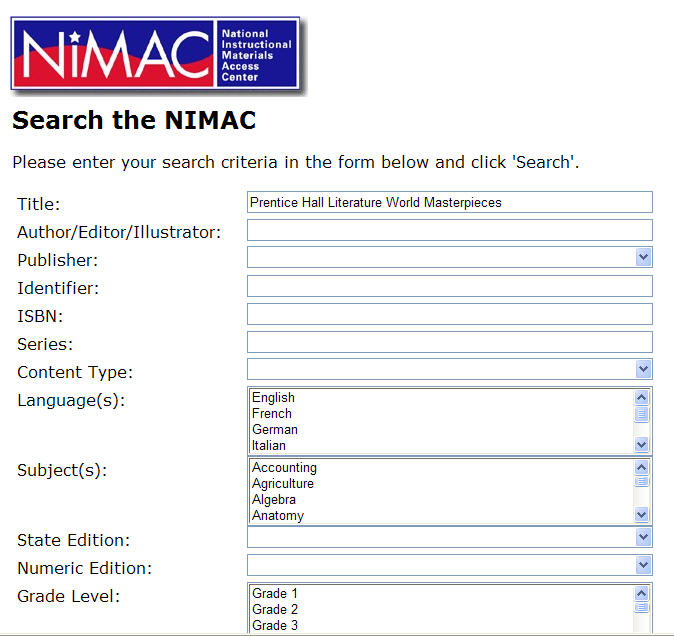 NiMAC
National
Instructional
Materials
Access
Center
Search the NIMAC
Please enter your search criteria in the form below and click 'Search'.
Title: Prentice Hall Literature World Masterpieces
Author/Editor/Illustrator:
Publisher:
Identifier:
ISBN:
Series:
Content Type:
Language(s): English
French
German
Italian
Subject(s): Accounting
Agriculture
Algebra
Anatomy
State Edition:
Numeric Edition:
Grade Level: Grade 1
Grade 2
Grade 3